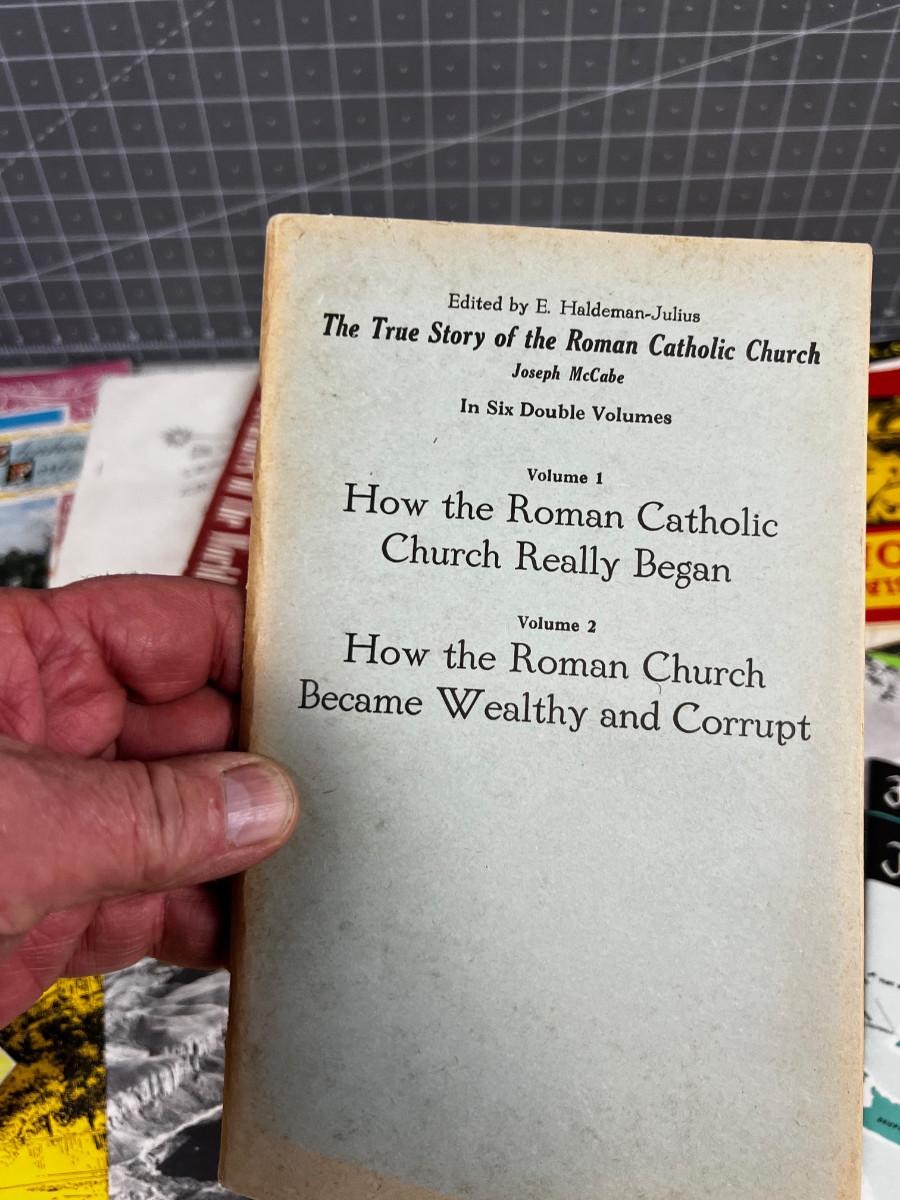 Edited by E. Haldeman-Julius
The True Story of the Roman Catholic Church
Joseph McCabe
In Six Double Volumes
Volume 1
How the Roman Catholic
Church Really Began
Volume 2
How the Roman Church
Became Wealthy and Corrupt